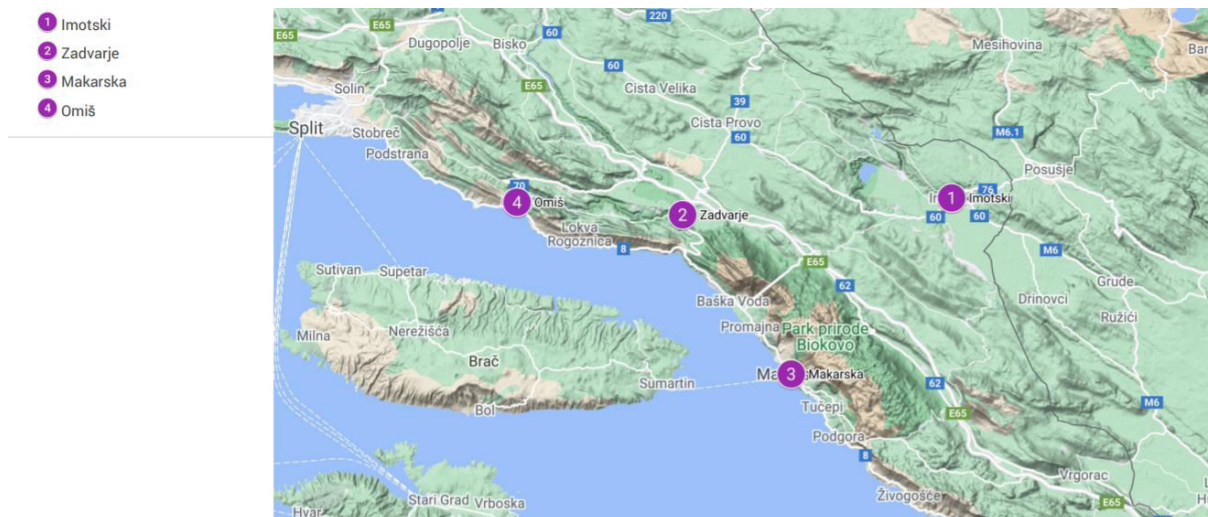 1 Imotski
2 Zadvarje
3 Makarska
4 Omiš
E65
E65
220
Dugopolje
Bisko
60
60
Mesihovina
Solin
E65
Cista Velika
39
Split
Stobreč
Cista Provo
60
M6.1
Podstrana
Posušje
70
1 Imotski
76
4 Omiš
2 Zadvarje
60
60
Lokva
Rogoznica
8
M6
E65
Sutivan
Supetar
62
Grude
Baška Voda
Drinovci
Milna
Nerežišća
Promajna
Park prirode
Biokovo
Ružići
Brač
3 Makarska
Sumartin
62
Bol
Tučepi
M6
E65
Podgora
8
Vrgorac
Stari Grad
Vrboska
Živogošće
E65
Hvar